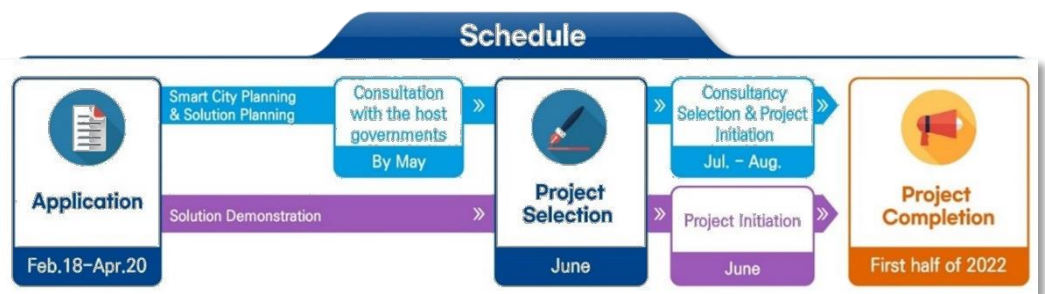 Schedule
Application
Feb.18-Apr.20
Smart City Planning
& Solution Planning
Consultation
with the host
governments
By May
Solution Demonstration
Project
Selection
June
Consultancy
Selection & Project
Initiation
Jul. - Aug.
Project Initiation
June
Project
Completion
First half of 2022